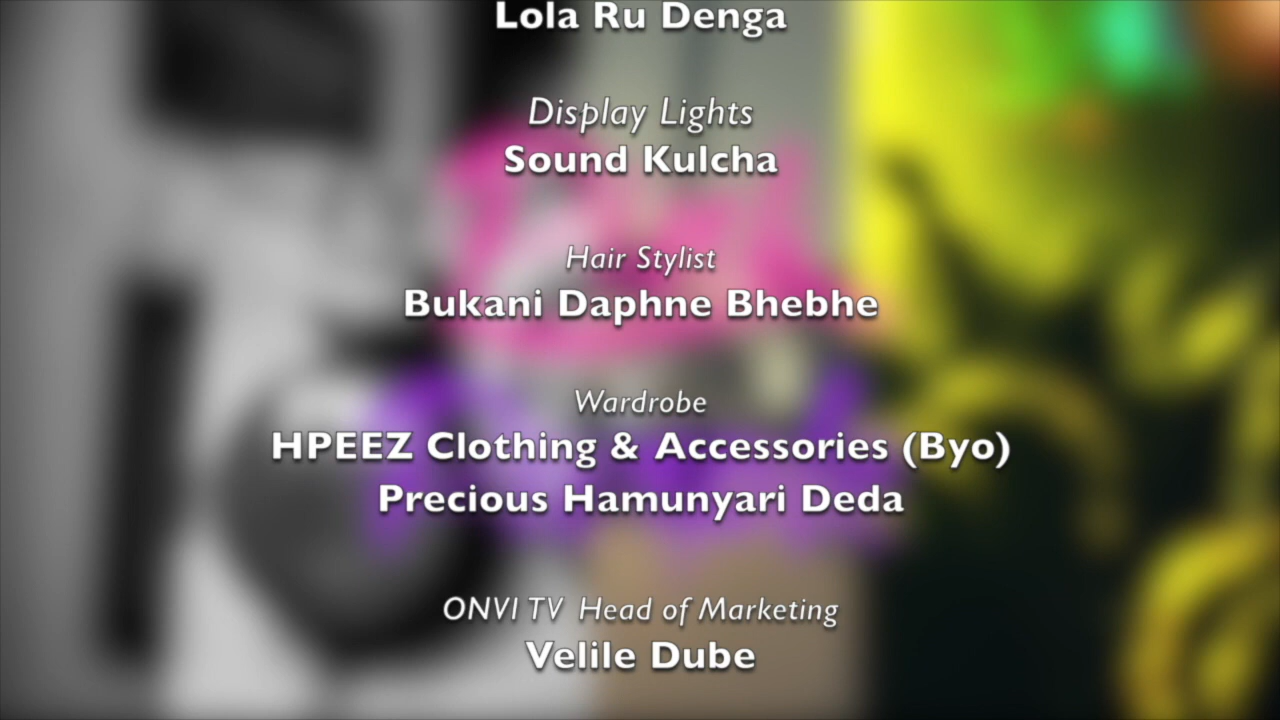 Lola Ru Denga
Display Lights
Sound Kulcha
Hair Stylist
Bukani Daphne Bhebhe
Wardrobe
HPEEZ Clothing & Accessories (Byo)
Precious Hamunyari Deda
ONVI TV Head of Marketing
Velile Dube